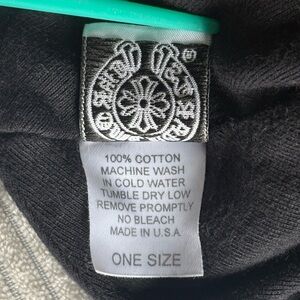 100% COTTON
MACHINE WASH
IN COLD WATER
TUMBLE DRY LOW
REMOVE PROMPTLY
NO BLEACH
MADE IN U.S.A.
ONE SIZE